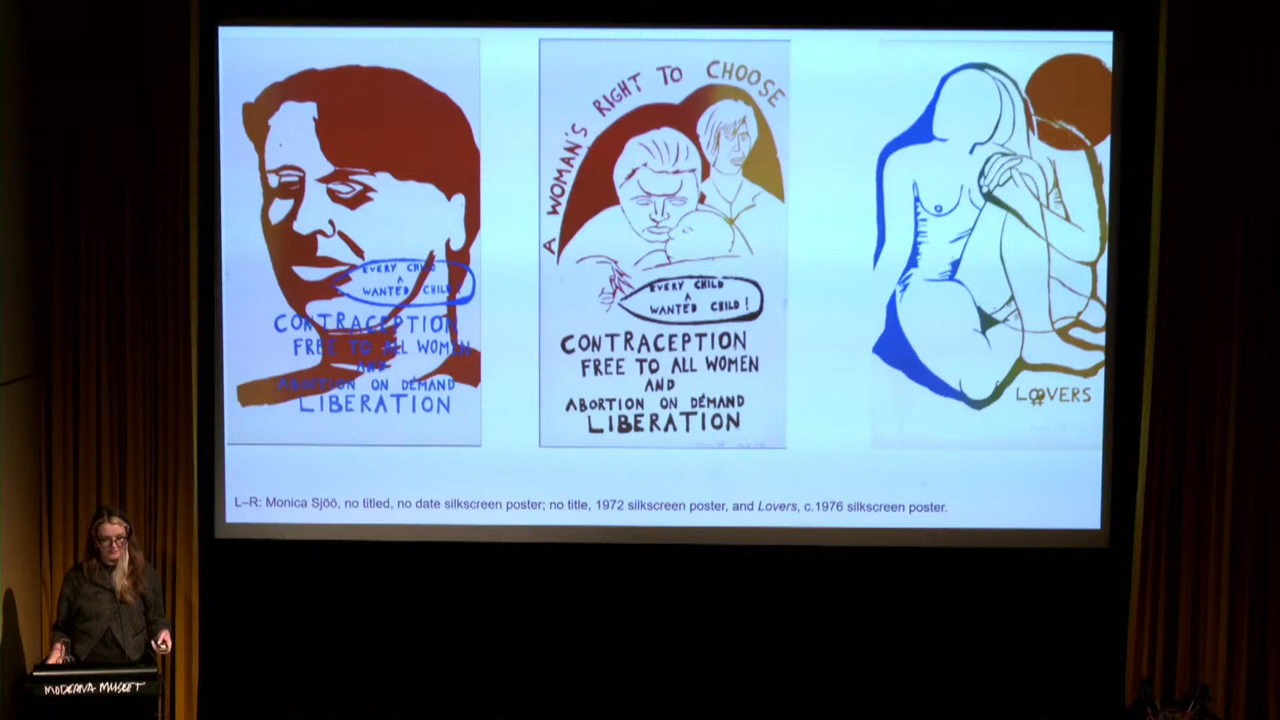 EVERY CHILD
A
WANTED CHILD
CONTRACEPTION
FREE TO ALL WOMEN
AND
ABORTION ON DEMAND
LIBERATION
A WOMAN'S RIGHT TO CHOOSE
EVERY CHILD
A
WANTED CHILD!
CONTRACEPTION
FREE TO ALL WOMEN
AND
ABORTION ON DEMAND
LIBERATION
LOVERS
L–R: Monica Sjöö, no titled, no date silkscreen poster; no title, 1972 silkscreen poster, and Lovers, c.1976 silkscreen poster.
MODERNA MUSEET